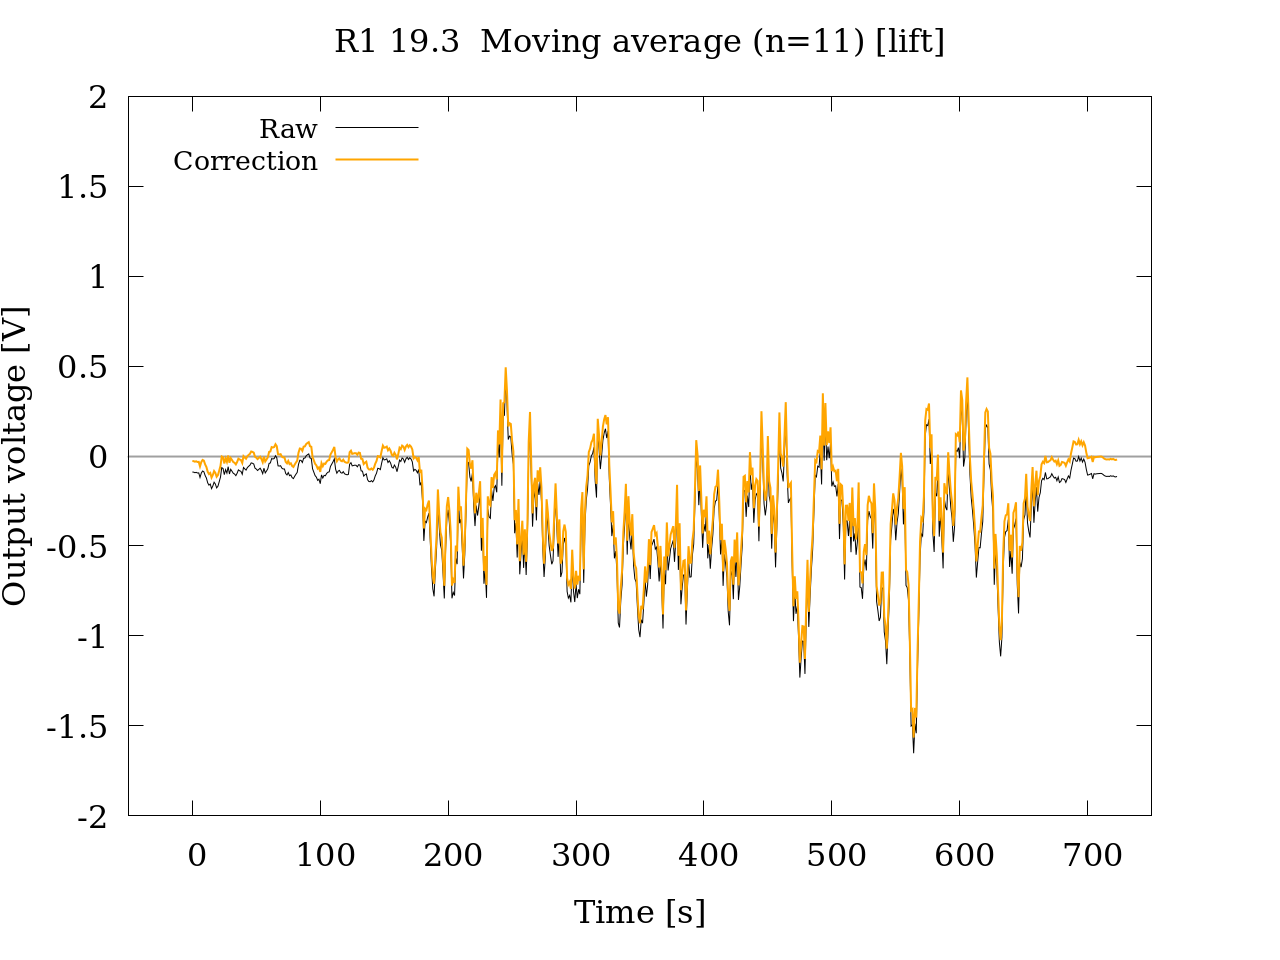 R1 19.3  Moving average (n=11) [lift]
Raw
Correction
2
1.5
1
0.5
0
-0.5
-1
-1.5
-2
Output voltage [V]
0 100 200 300 400 500 600 700
Time [s]